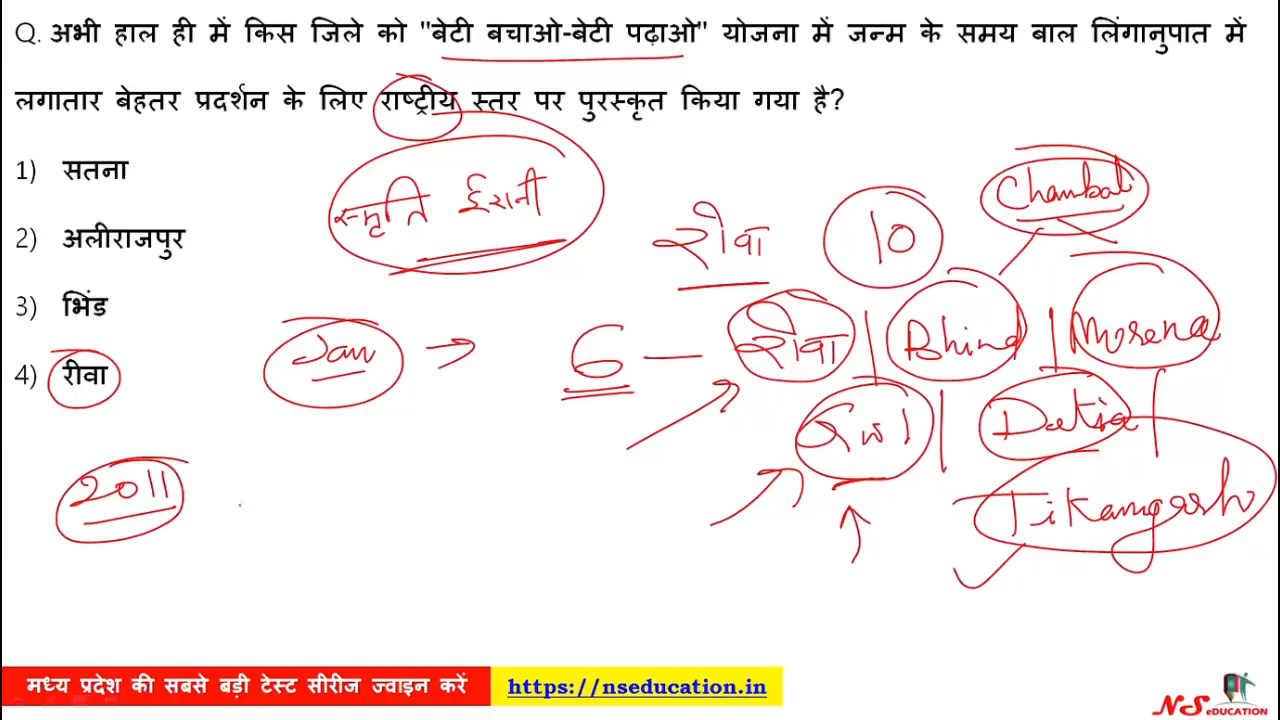 Q. अभी हाल ही में किस जिले को "बेटी बचाओ-बेटी पढ़ाओ" योजना में जन्म के समय बाल लिंगानुपात में
लगातार बेहतर प्रदर्शन के लिए राष्ट्रीय स्तर पर पुरस्कृत किया गया है?
1) सतना
2) अलीराजपुर
3) भिंड
4) रीवा
स्मृति ईरानी
Chambal
रीवा 10
Jan → 6 — रीवा | Bhind | Morena
| Datia |
2011
Tikamgarh
मध्य प्रदेश की सबसे बड़ी टेस्ट सीरीज ज्वाइन करें https://nseducation.in
NS eDUCATION